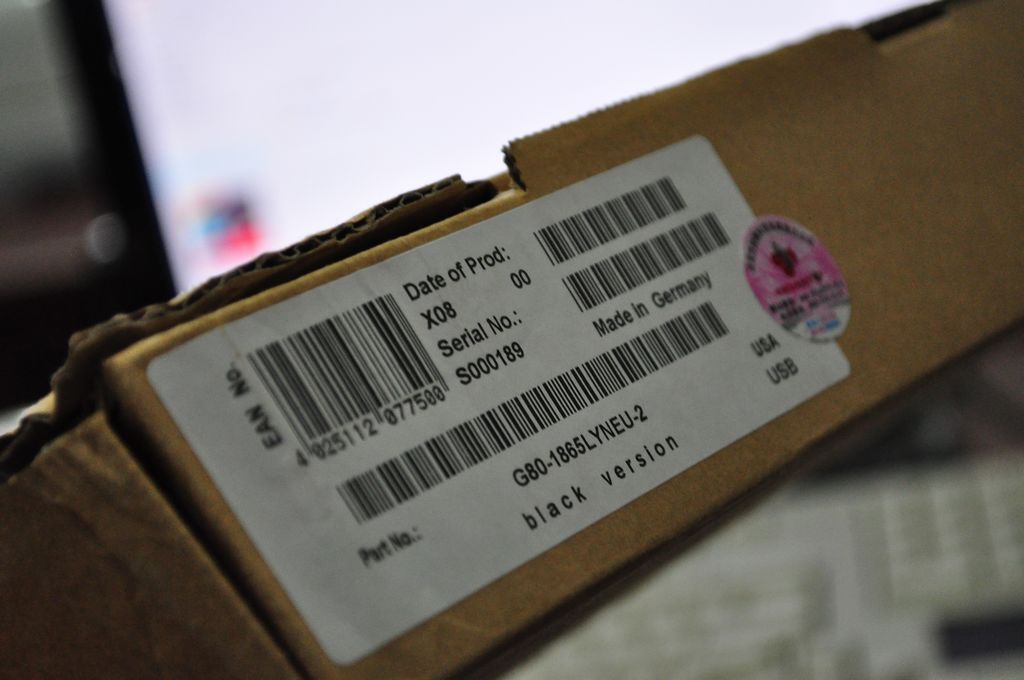 EAN NO.
4 025112 077500
Date of Prod:
X08 00
Serial No.:
S000189
Made in Germany
Part No.:
G80-1865LYNEU-2
black version
USA
USB